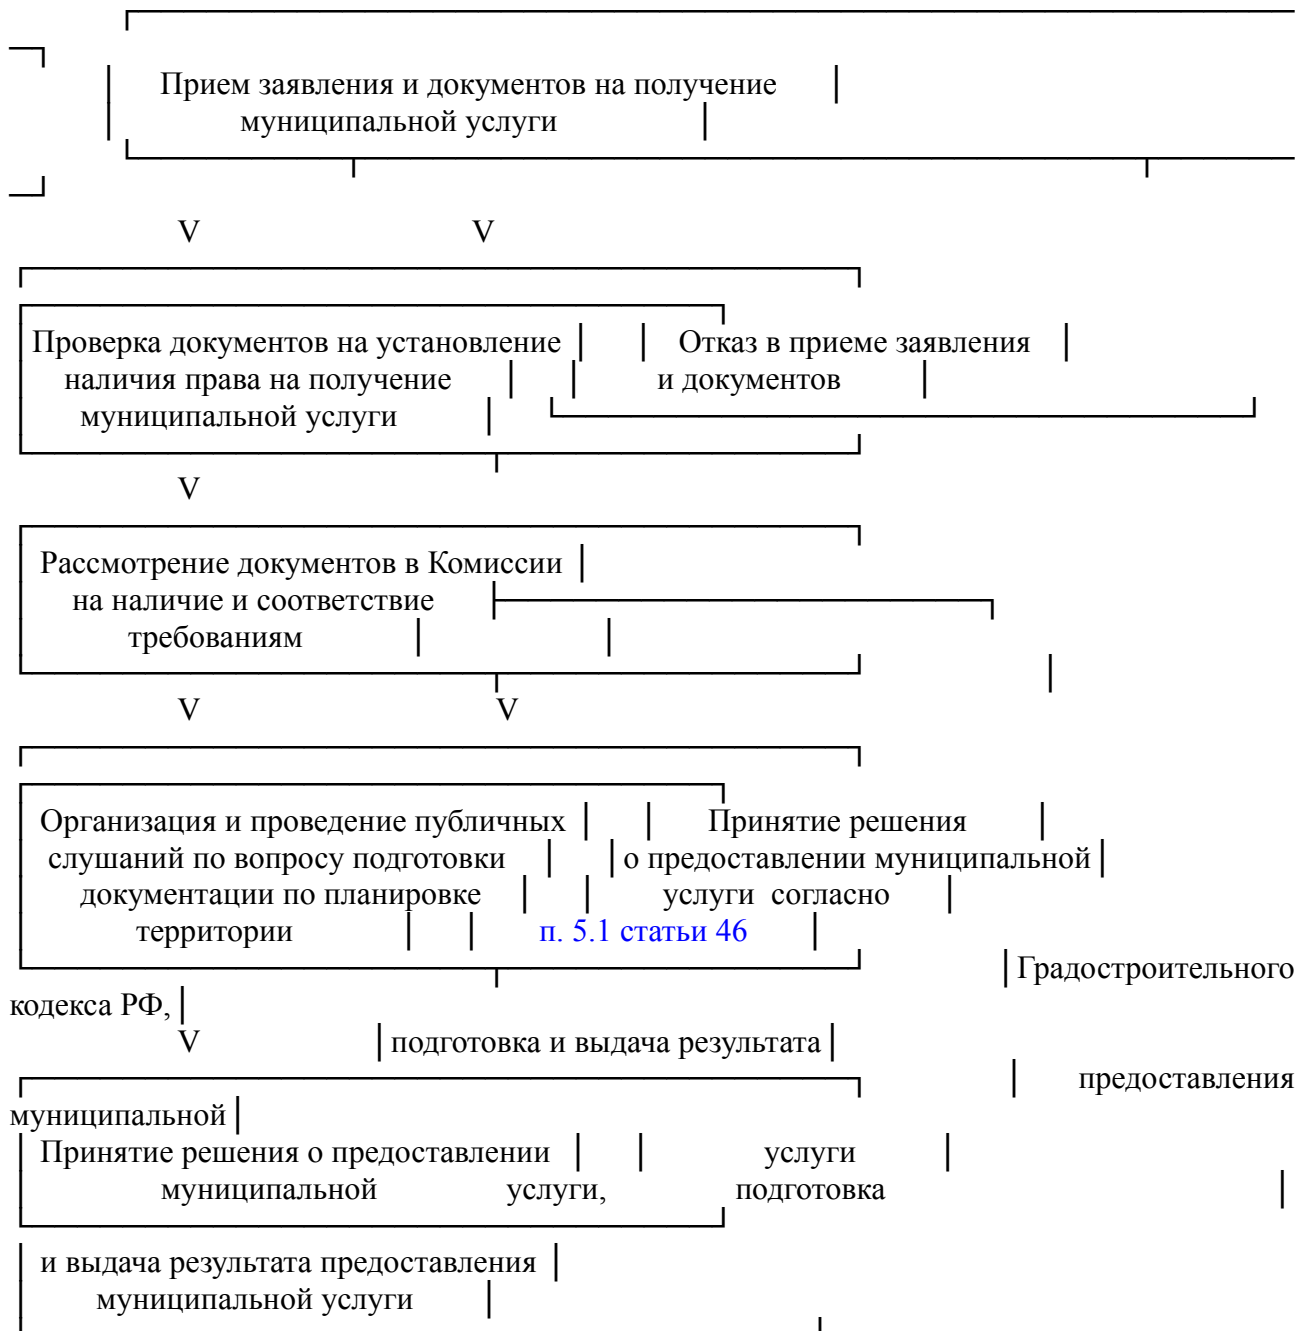 Прием заявления и документов на получение
муниципальной услуги
V V
Проверка документов на установление Отказ в приеме заявления
наличия права на получение и документов
муниципальной услуги
V
Рассмотрение документов в Комиссии
на наличие и соответствие
требованиям
V V
Организация и проведение публичных Принятие решения
слушаний по вопросу подготовки о предоставлении муниципальной
документации по планировке услуги согласно
территории п. 5.1 статьи 46
Градостроительного
кодекса РФ,
V подготовка и выдача результата
предоставления
муниципальной
Принятие решения о предоставлении услуги
муниципальной услуги, подготовка
и выдача результата предоставления
муниципальной услуги